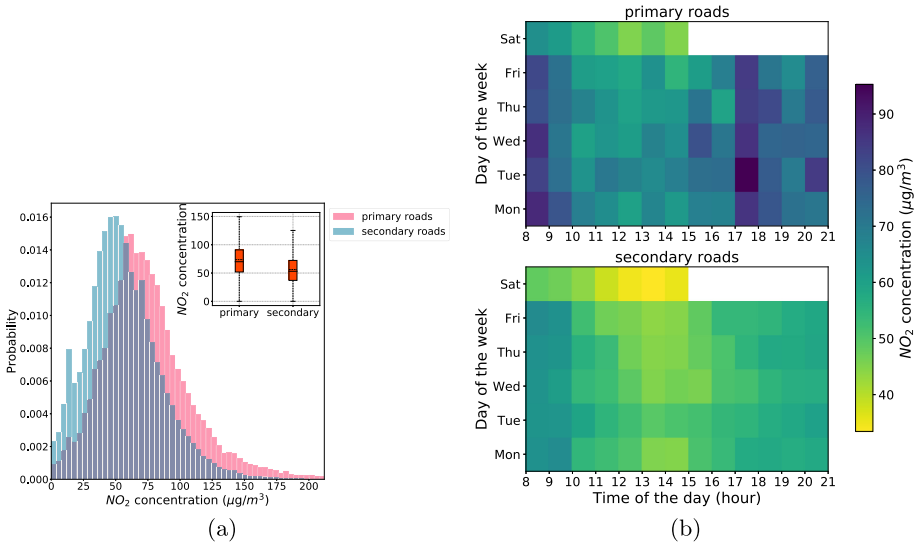 primary roads
Sat
Fri
Thu
Wed
Tue
Mon
Day of the week
8 9 10 11 12 13 14 15 16 17 18 19 20 21
secondary roads
Sat
Fri
Thu
Wed
Tue
Mon
Day of the week
8 9 10 11 12 13 14 15 16 17 18 19 20 21
Time of the day (hour)
90
80
70
60
50
40
NO₂ concentration (μg/m³)
(b)
primary roads
secondary roads
150
100
50
0
NO₂ concentration
primary secondary
0.016
0.014
0.012
0.010
0.008
0.006
0.004
0.002
0.000
Probability
0 25 50 75 100 125 150 175 200
NO₂ concentration (μg/m³)
(a)